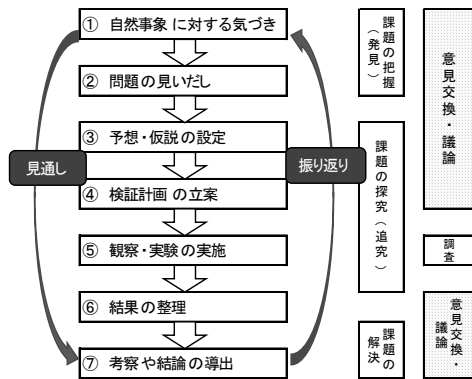 ① 自然事象に対する気づき
② 問題の見いだし
③ 予想・仮説の設定
④ 検証計画の立案
⑤ 観察・実験の実施
⑥ 結果の整理
⑦ 考察や結論の導出
見通し
振り返り
課題の把握
(発見)
課題の探究(追究)
課題の
解決
意見交換・議論
調査
意見交換・
議論